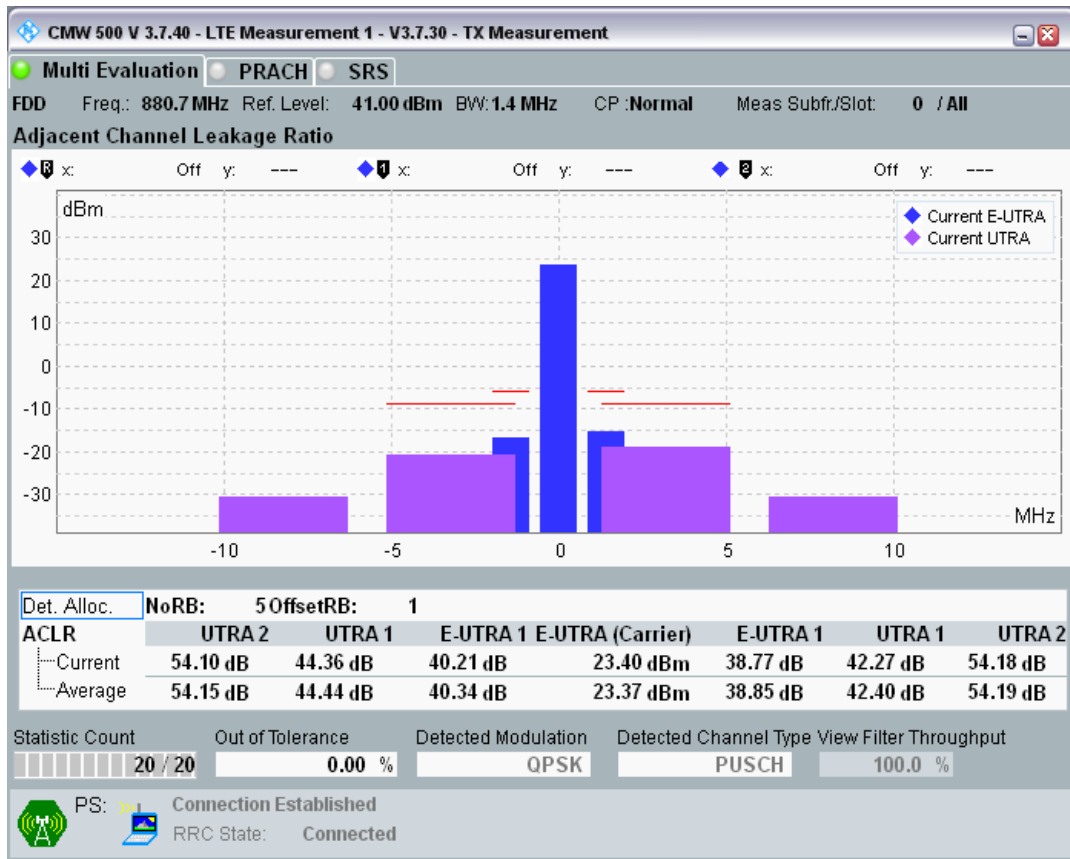 CMW 500 V 3.7.40 - LTE Measurement 1 - V3.7.30 - TX Measurement
Multi Evaluation PRACH SRS
FDD Freq.: 880.7 MHz Ref. Level: 41.00 dBm BW: 1.4 MHz CP :Normal Meas Subfr./Slot: 0 / All
Adjacent Channel Leakage Ratio
R x: Off y: --- 1 x: Off y: --- 2 x: Off y: ---
dBm
Current E-UTRA
Current UTRA
30
20
10
0
-10
-20
-30
MHz
-10 -5 0 5 10
Det. Alloc. NoRB: 5 OffsetRB: 1
ACLR UTRA 2 UTRA 1 E-UTRA 1 E-UTRA (Carrier) E-UTRA 1 UTRA 1 UTRA 2
Current 54.10 dB 44.36 dB 40.21 dB 23.40 dBm 38.77 dB 42.27 dB 54.18 dB
Average 54.15 dB 44.44 dB 40.34 dB 23.37 dBm 38.85 dB 42.40 dB 54.19 dB
Statistic Count Out of Tolerance Detected Modulation Detected Channel Type View Filter Throughput
20 / 20 0.00 % QPSK PUSCH 100.0 %
PS: Connection Established
RRC State: Connected